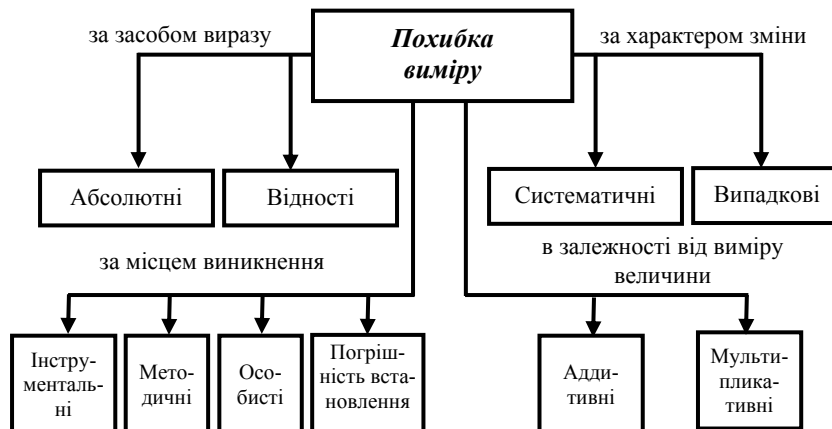 за засобом виразу
Похибка
виміру
за характером зміни
Абсолютні
Відності
Систематичні
Випадкові
за місцем виникнення
в залежності від виміру
величини
Інстру-
менталь-
ні
Мето-
дичні
Осо-
бисті
Погріш-
ність вста-
новлення
Адди-
тивні
Мульти-
плика-
тивні